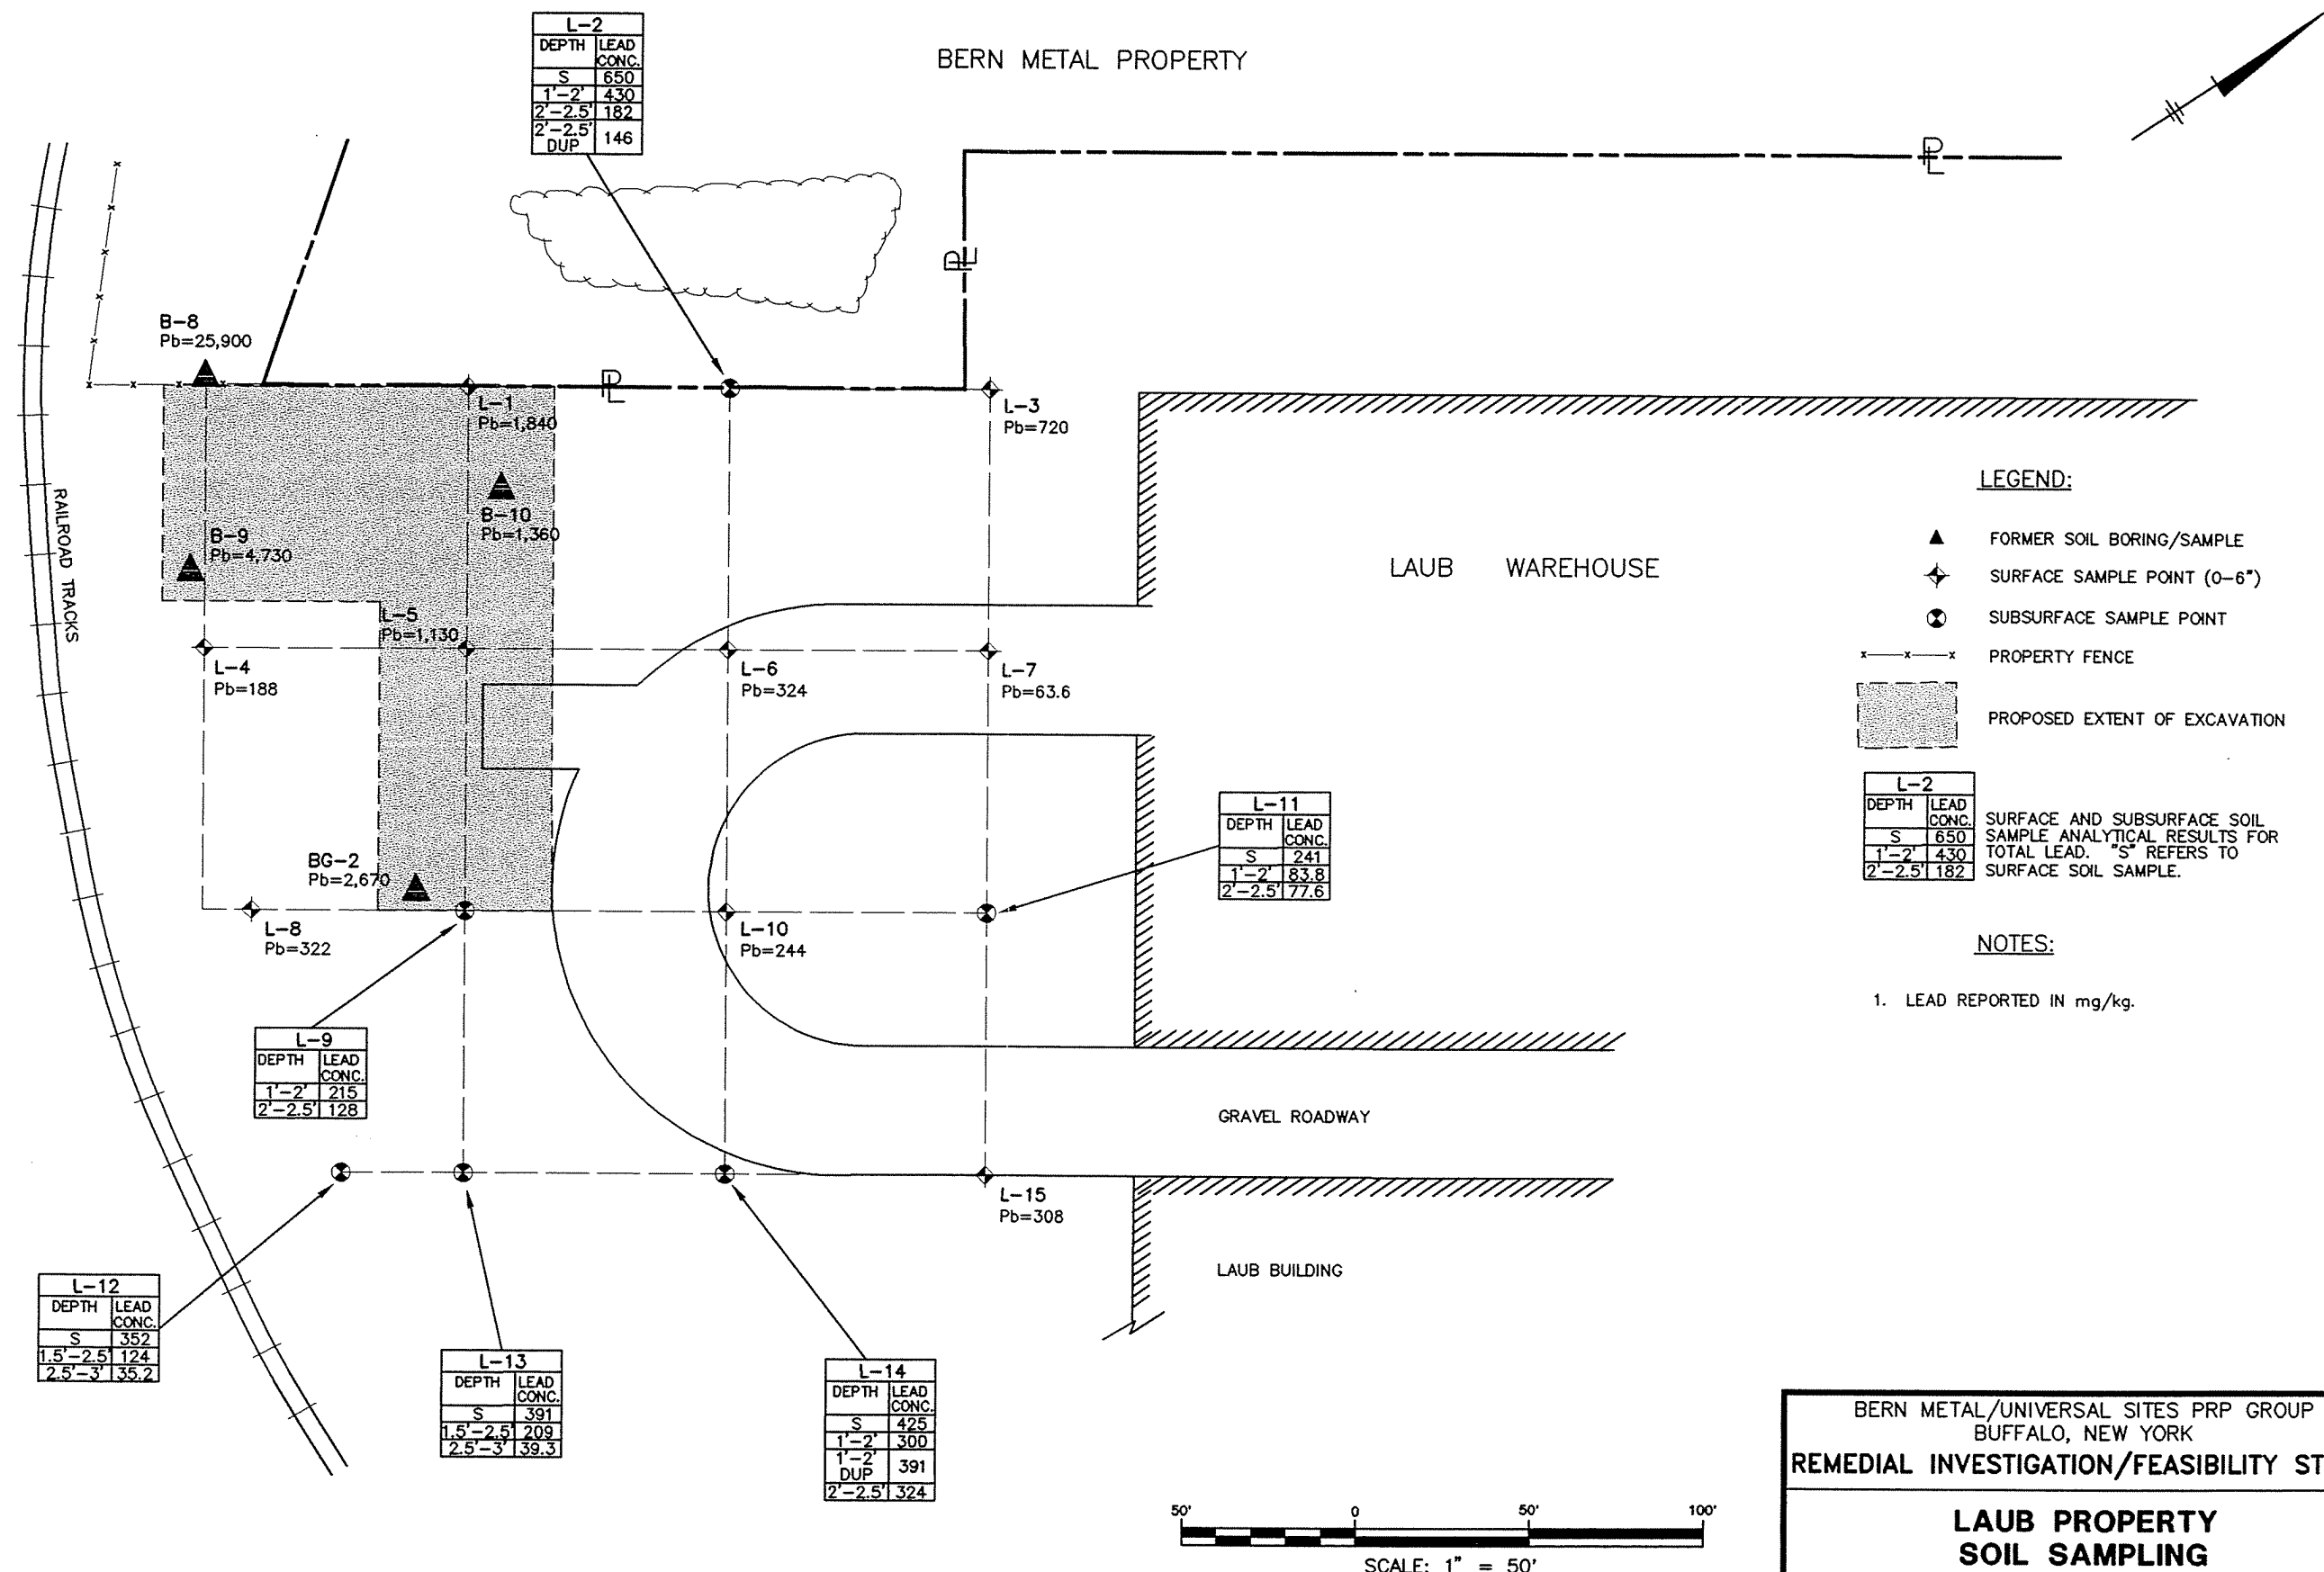 L-2
DEPTH LEAD CONC.
S 650
1'-2' 430
2'-2.5' 182
2'-2.5' DUP 146
BERN METAL PROPERTY
PL
PL
PL
B-8
Pb=25,900
L-1
Pb=1,840
L-3
Pb=720
B-10
Pb=1,360
B-9
Pb=4,730
RAILROAD TRACKS
L-5
Pb=1,130
L-4
Pb=188
L-6
Pb=324
L-7
Pb=63.6
LAUB WAREHOUSE
BG-2
Pb=2,670
L-8
Pb=322
L-10
Pb=244
L-11
DEPTH LEAD CONC.
S 241
1'-2' 83.8
2'-2.5' 77.6
L-9
DEPTH LEAD CONC.
1'-2' 215
2'-2.5' 128
GRAVEL ROADWAY
L-15
Pb=308
LAUB BUILDING
L-12
DEPTH LEAD CONC.
S 352
1.5'-2.5' 124
2.5'-3' 35.2
L-13
DEPTH LEAD CONC.
S 391
1.5'-2.5' 209
2.5'-3' 39.3
L-14
DEPTH LEAD CONC.
S 425
1'-2' 300
1'-2' DUP 391
2'-2.5' 324
LEGEND:
FORMER SOIL BORING/SAMPLE
SURFACE SAMPLE POINT (0-6")
SUBSURFACE SAMPLE POINT
x x x PROPERTY FENCE
PROPOSED EXTENT OF EXCAVATION
L-2
DEPTH LEAD CONC.
S 650
1'-2' 430
2'-2.5' 182
SURFACE AND SUBSURFACE SOIL
SAMPLE ANALYTICAL RESULTS FOR
TOTAL LEAD. "S" REFERS TO
SURFACE SOIL SAMPLE.
NOTES:
1. LEAD REPORTED IN mg/kg.
50' 0 50' 100'
SCALE: 1" = 50'
BERN METAL/UNIVERSAL SITES PRP GROUP
BUFFALO, NEW YORK
REMEDIAL INVESTIGATION/FEASIBILITY ST
LAUB PROPERTY
SOIL SAMPLING